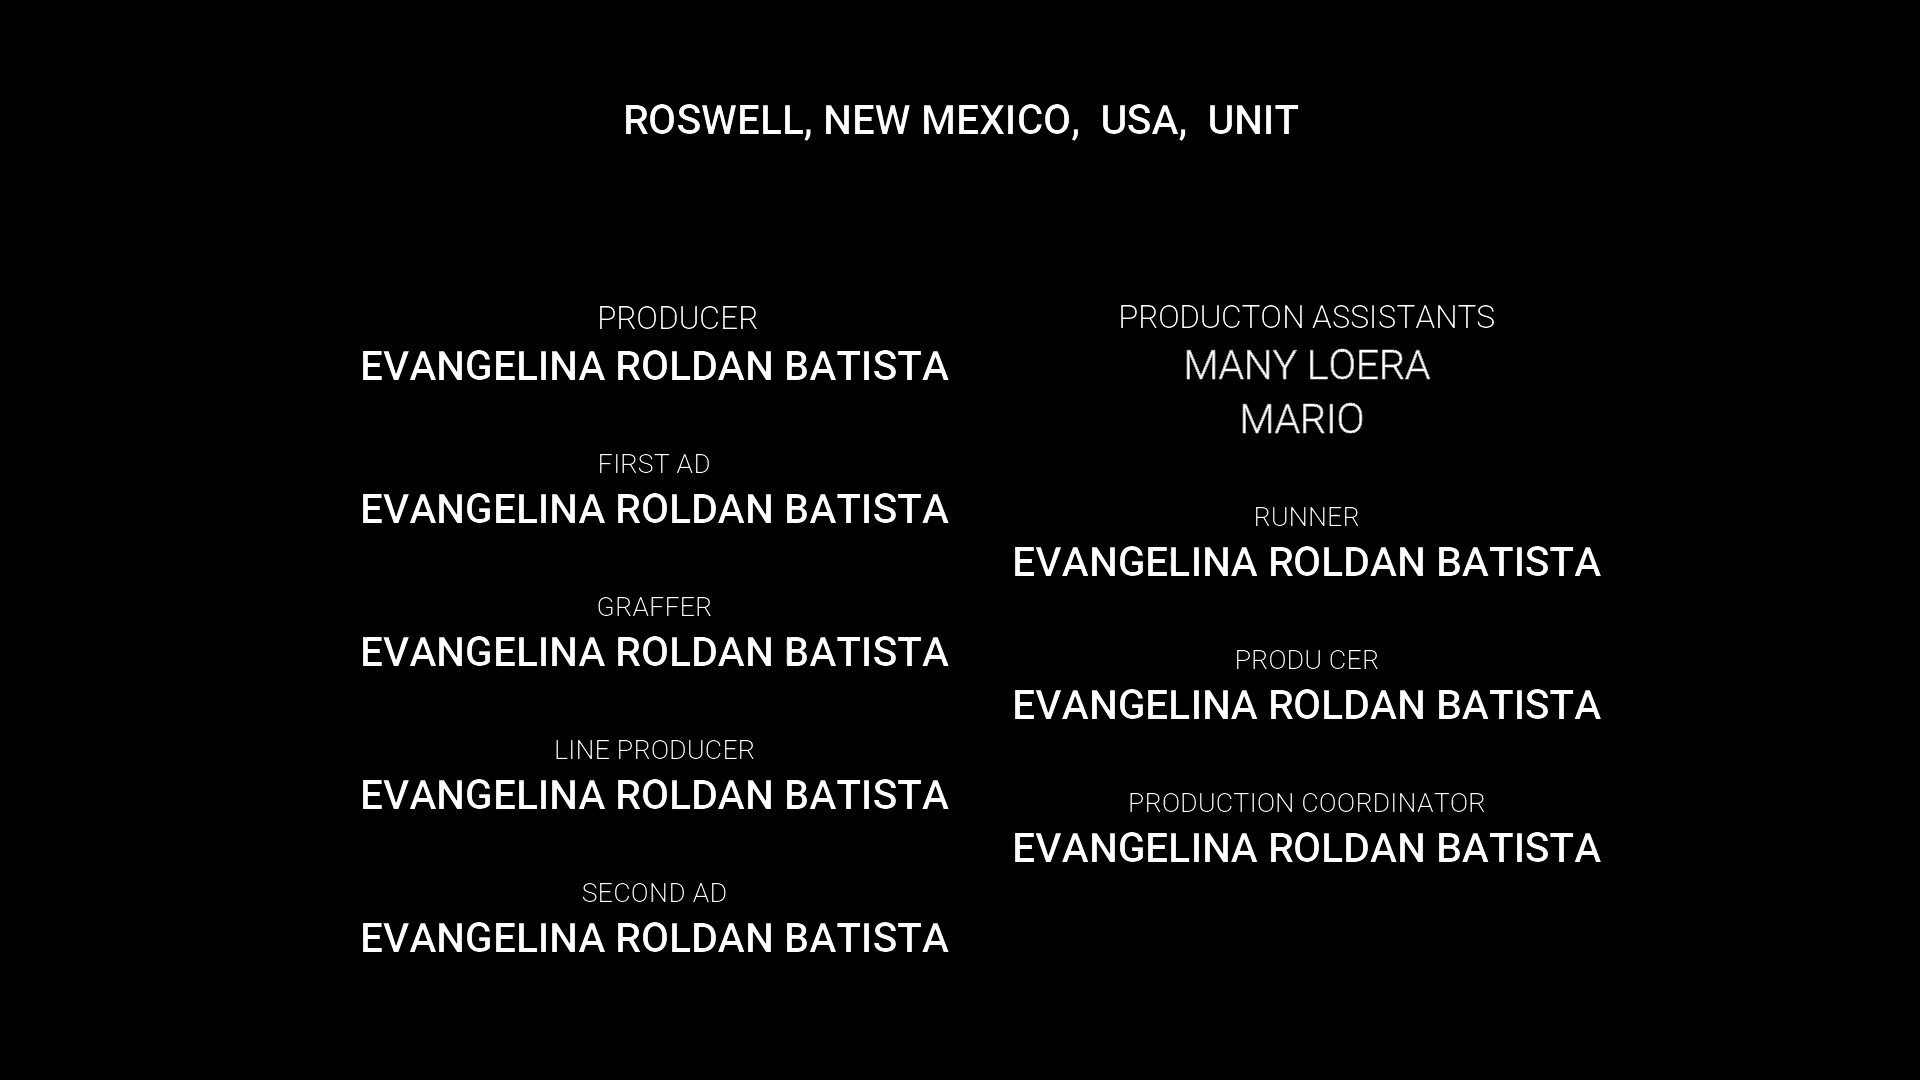 ROSWELL, NEW MEXICO, USA, UNIT
PRODUCER
EVANGELINA ROLDAN BATISTA
FIRST AD
EVANGELINA ROLDAN BATISTA
GRAFFER
EVANGELINA ROLDAN BATISTA
LINE PRODUCER
EVANGELINA ROLDAN BATISTA
SECOND AD
EVANGELINA ROLDAN BATISTA
PRODUCTON ASSISTANTS
MANY LOERA
MARIO
RUNNER
EVANGELINA ROLDAN BATISTA
PRODU CER
EVANGELINA ROLDAN BATISTA
PRODUCTION COORDINATOR
EVANGELINA ROLDAN BATISTA